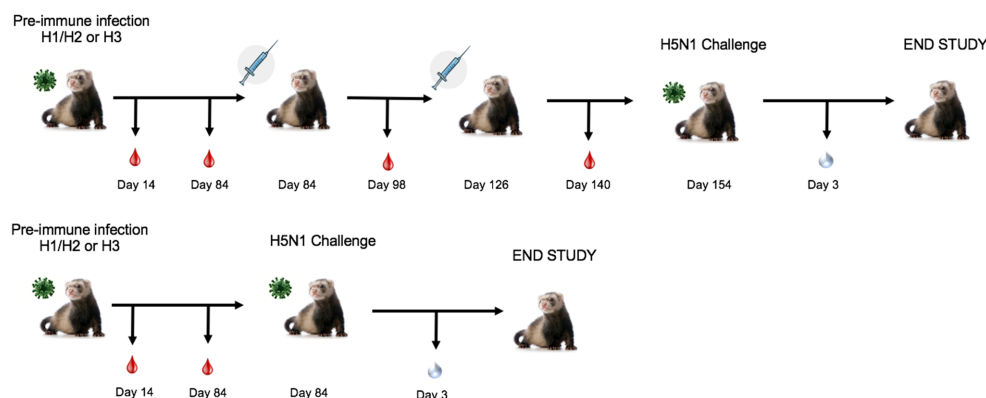 Pre-immune infection
H1/H2 or H3
H5N1 Challenge
END STUDY
Day 14
Day 84
Day 84
Day 98
Day 126
Day 140
Day 154
Day 3
Pre-immune infection
H1/H2 or H3
H5N1 Challenge
END STUDY
Day 14
Day 84
Day 84
Day 3